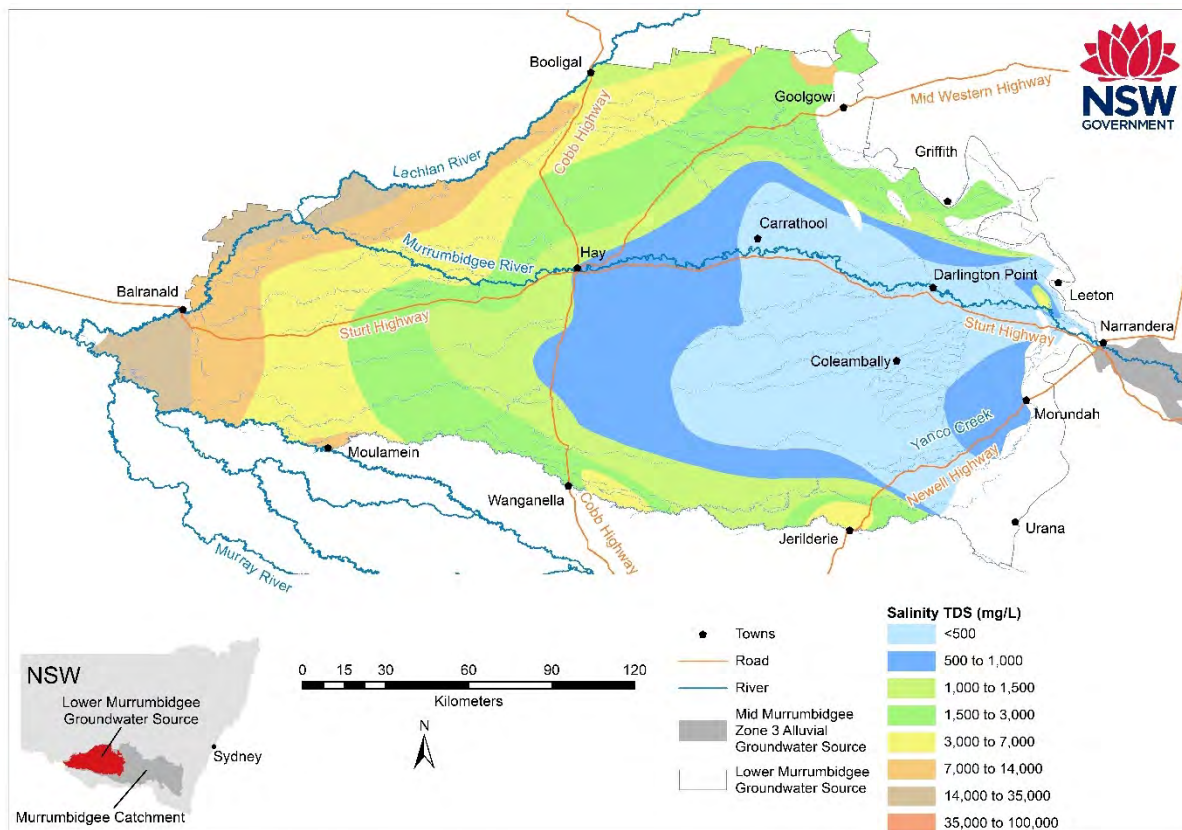 NSW
GOVERNMENT
Booligal
Goolgowi
Mid Western Highway
Cobb Highway
Griffith
Lachlan River
Carrathool
Hay
Murrumbidgee River
Darlington Point
Leeton
Balranald
Sturt Highway
Sturt Highway
Narrandera
Coleambally
Morundah
Yanco Creek
Moulamein
Newell Highway
Wanganella
Cobb Highway
Urana
Jerilderie
Murray River
NSW
Lower Murrumbidgee
Groundwater Source
Sydney
Murrumbidgee Catchment
0 15 30 60 90 120
Kilometers
N
Towns
Road
River
Mid Murrumbidgee
Zone 3 Alluvial
Groundwater Source
Lower Murrumbidgee
Groundwater Source
Salinity TDS (mg/L)
<500
500 to 1,000
1,000 to 1,500
1,500 to 3,000
3,000 to 7,000
7,000 to 14,000
14,000 to 35,000
35,000 to 100,000